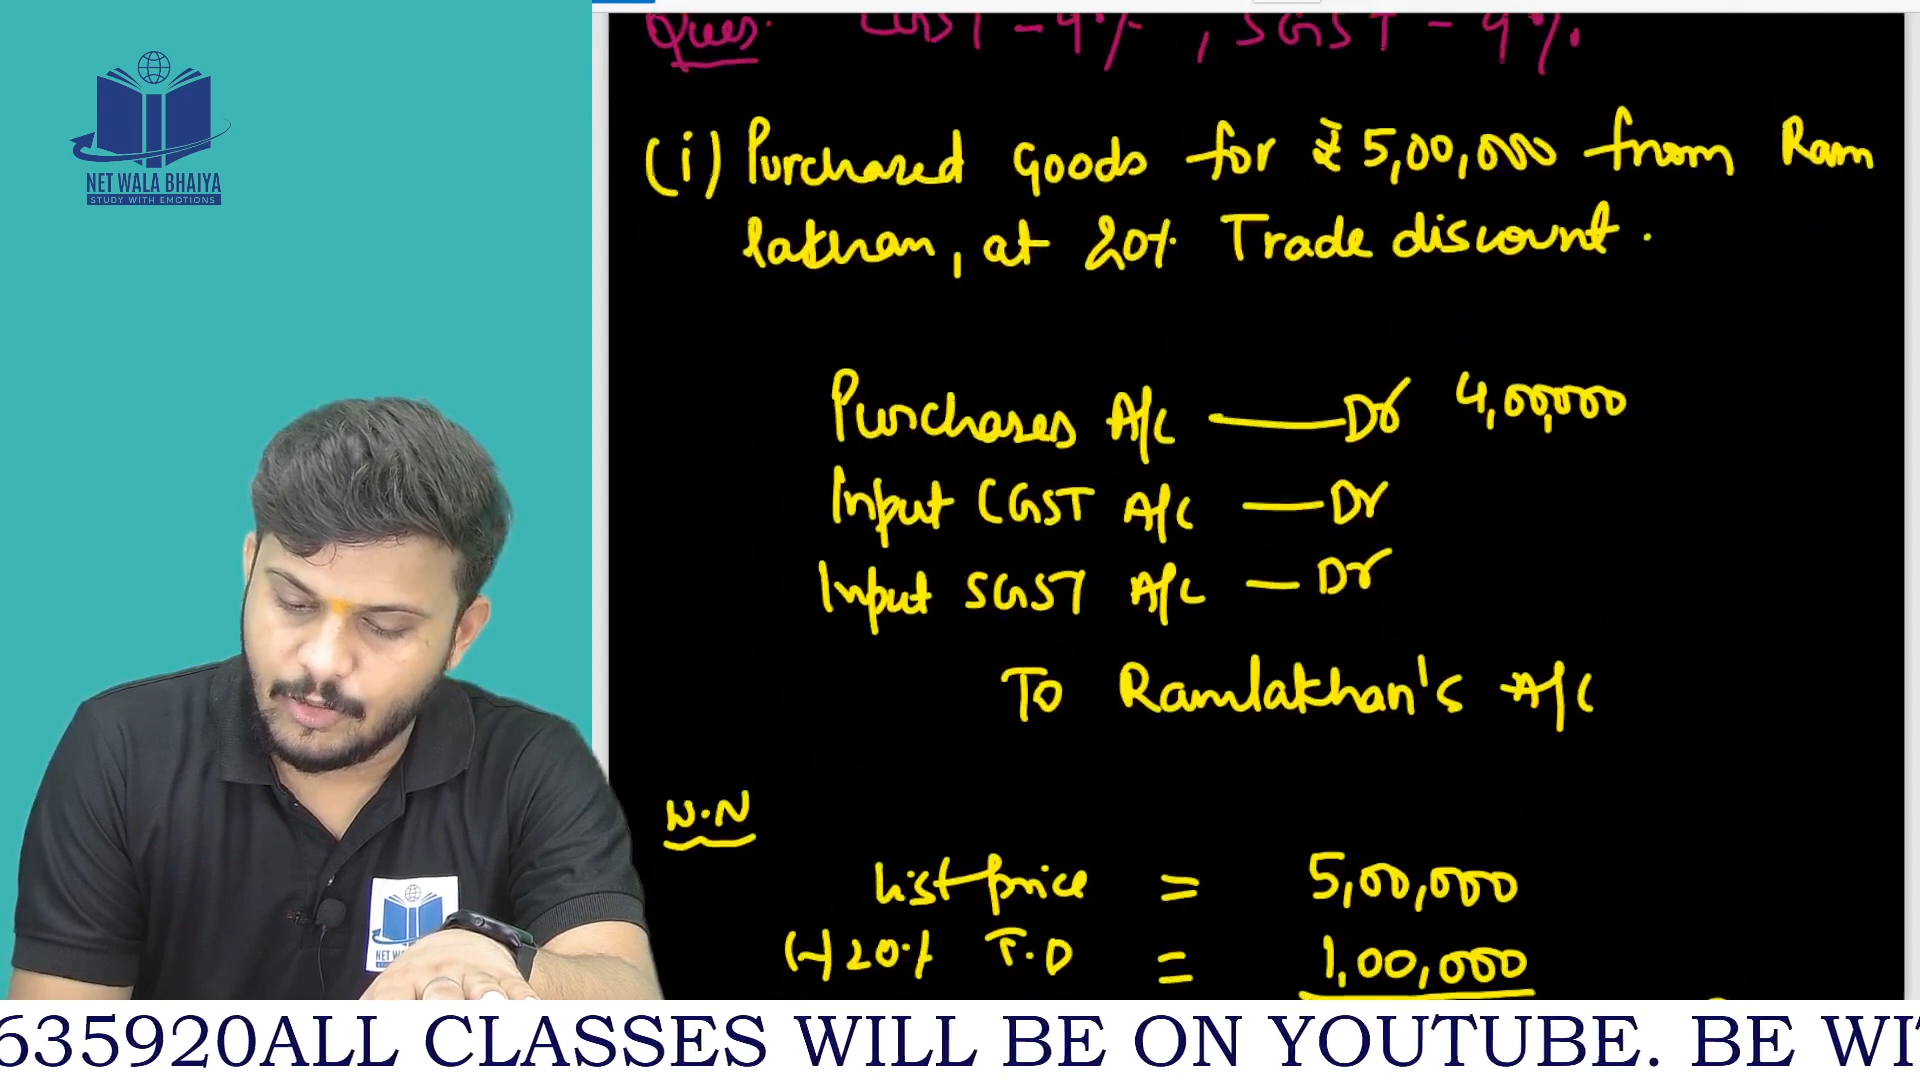 NET WALA BHAIYA
STUDY WITH EMOTIONS
Ques. CGST - 9% , SGST - 9%.
(i) Purchased Goods for ₹ 5,00,000 from Ram
lakhan, at 20% Trade discount.
Purchases A/c —— Dr 4,00,000
Input CGST A/c — Dr
Input SGST A/c — Dr
To Ramlakhan's A/c
W.N
list price = 5,00,000
(-) 20% T.D = 1,00,000
NET WA
635920ALL CLASSES WILL BE ON YOUTUBE. BE WI